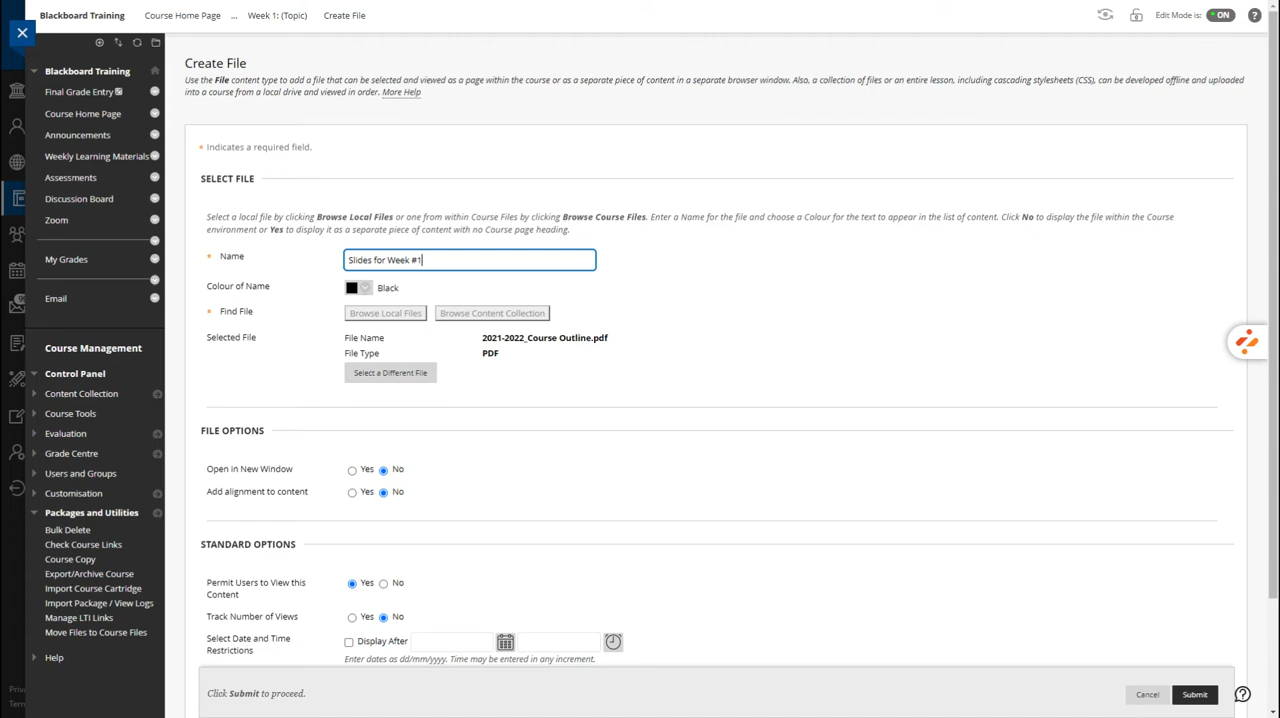 Blackboard Training
Course Home Page
...
Week 1: (Topic)
Create File
Edit Mode is:
ON
?
Blackboard Training
Final Grade Entry
Course Home Page
Announcements
Weekly Learning Materials
Assessments
Discussion Board
Zoom
My Grades
Email
Course Management
Control Panel
Content Collection
Course Tools
Evaluation
Grade Centre
Users and Groups
Customisation
Packages and Utilities
Bulk Delete
Check Course Links
Course Copy
Export/Archive Course
Import Course Cartridge
Import Package / View Logs
Manage LTI Links
Move Files to Course Files
Help
Create File
Use the File content type to add a file that can be selected and viewed as a page within the course or as a separate piece of content in a separate browser window. Also, a collection of files or an entire lesson, including cascading stylesheets (CSS), can be developed offline and uploaded
into a course from a local drive and viewed in order. More Help
* Indicates a required field.
SELECT FILE
Select a local file by clicking Browse Local Files or one from within Course Files by clicking Browse Course Files. Enter a Name for the file and choose a Colour for the text to appear in the list of content. Click No to display the file within the Course
environment or Yes to display it as a separate piece of content with no Course page heading.
* Name
Slides for Week #1
Colour of Name
Black
* Find File
Browse Local Files
Browse Content Collection
Selected File
File Name
2021-2022_Course Outline.pdf
File Type
PDF
Select a Different File
FILE OPTIONS
Open in New Window
Yes
No
Add alignment to content
Yes
No
STANDARD OPTIONS
Permit Users to View this
Content
Yes
No
Track Number of Views
Yes
No
Select Date and Time
Restrictions
Display After
Enter dates as dd/mm/yyyy. Time may be entered in any increment.
Click Submit to proceed.
Cancel
Submit
?